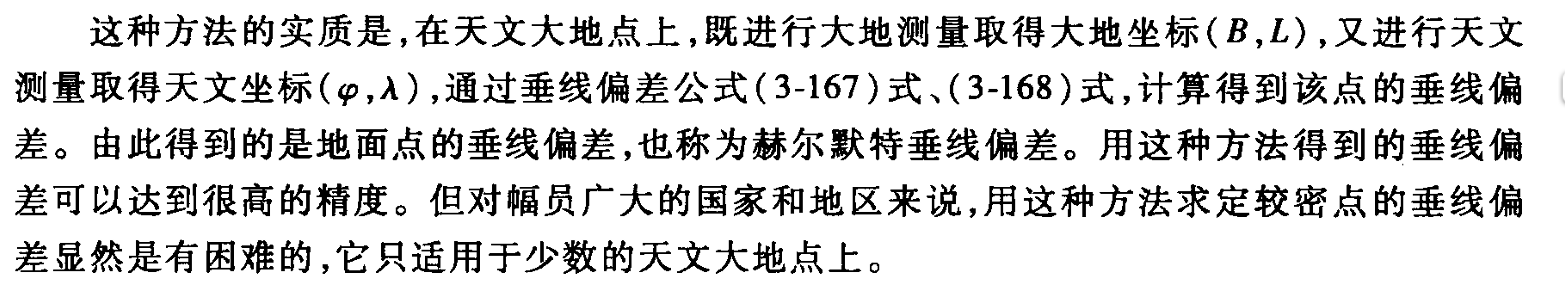 这种方法的实质是,在天文大地点上,既进行大地测量取得大地坐标(B,L),又进行天文
测量取得天文坐标(φ,λ),通过垂线偏差公式(3-167)式、(3-168)式,计算得到该点的垂线偏
差。由此得到的是地面点的垂线偏差,也称为赫尔默特垂线偏差。用这种方法得到的垂线偏
差可以达到很高的精度。但对幅员广大的国家和地区来说,用这种方法求定较密点的垂线偏
差显然是有困难的,它只适用于少数的天文大地点上。